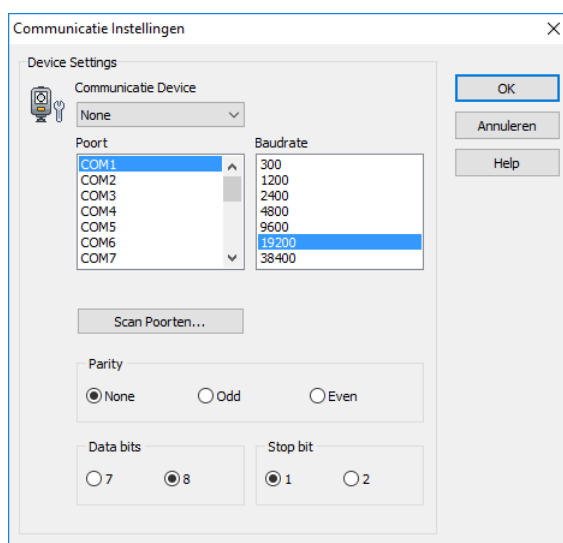 Communicatie Instellingen
Device Settings
Communicatie Device
None
OK
Annuleren
Help
Poort
COM1
COM2
COM3
COM4
COM5
COM6
COM7
Baudrate
300
1200
2400
4800
9600
19200
38400
Scan Poorten...
Parity
None Odd Even
Data bits
7 8
Stop bit
1 2